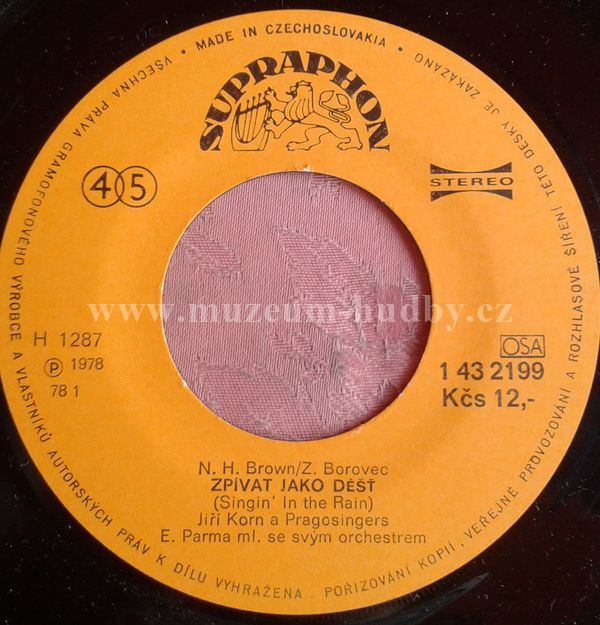 MADE IN CZECHOSLOVAKIA
SUPRAPHON
45
STEREO
H 1287
℗ 1978
78 1
OSA
1 43 2199
Kčs 12,-
N. H. Brown/Z. Borovec
ZPÍVAT JAKO DÉŠŤ
(Singin' In the Rain)
Jiří Korn a Pragosingers
E. Parma ml. se svým orchestrem
VŠECHNA PRÁVA GRAMOFONOVÉHO VÝROBCE A VLASTNÍKŮ AUTORSKÝCH PRÁV K DÍLU VYHRAŽENA. POŘIZOVÁNÍ KOPIÍ, VEŘEJNÉ PROVOZOVÁNÍ A ROZHLASOVÉ ŠÍŘENÍ TÉTO DESKY JE ZAKÁZÁNO
www.muzeum-hudby.cz